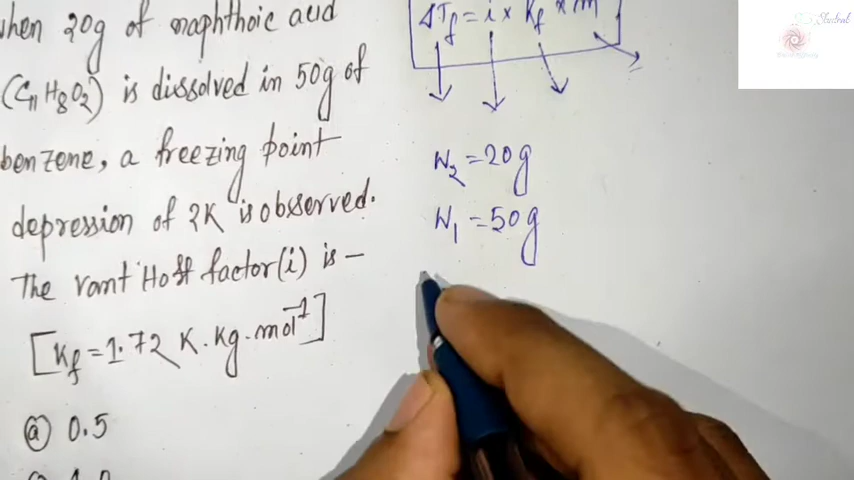 when 20g of naphthoic acid
(C11H8O2) is dissolved in 50g of
benzene, a freezing point
depression of 2K is observed.
The vant Hoff factor(i) is —
[Kf = 1.72 K.kg.mol⁻¹]
ⓐ 0.5
ΔTf = i × Kf × m
W2 = 20g
W1 = 50g